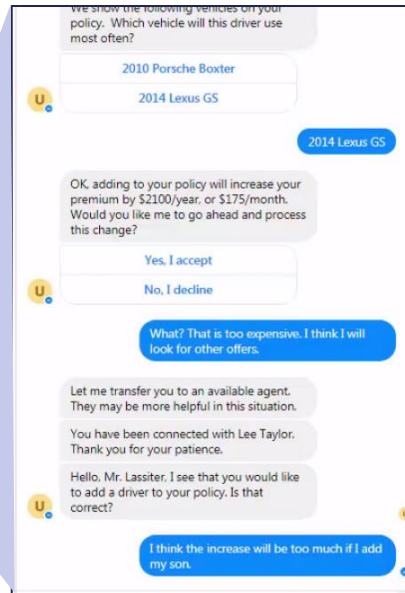 We show the following vehicles on your
policy. Which vehicle will this driver use
most often?
2010 Porsche Boxter
2014 Lexus GS
U
2014 Lexus GS
OK, adding to your policy will increase your
premium by $2100/year, or $175/month.
Would you like me to go ahead and process
this change?
Yes, I accept
No, I decline
U
What? That is too expensive. I think I will
look for other offers.
Let me transfer you to an available agent.
They may be more helpful in this situation.
You have been connected with Lee Taylor.
Thank you for your patience.
Hello, Mr. Lassiter, I see that you would like
to add a driver to your policy. Is that
correct?
U
I think the increase will be too much if I add
my son.